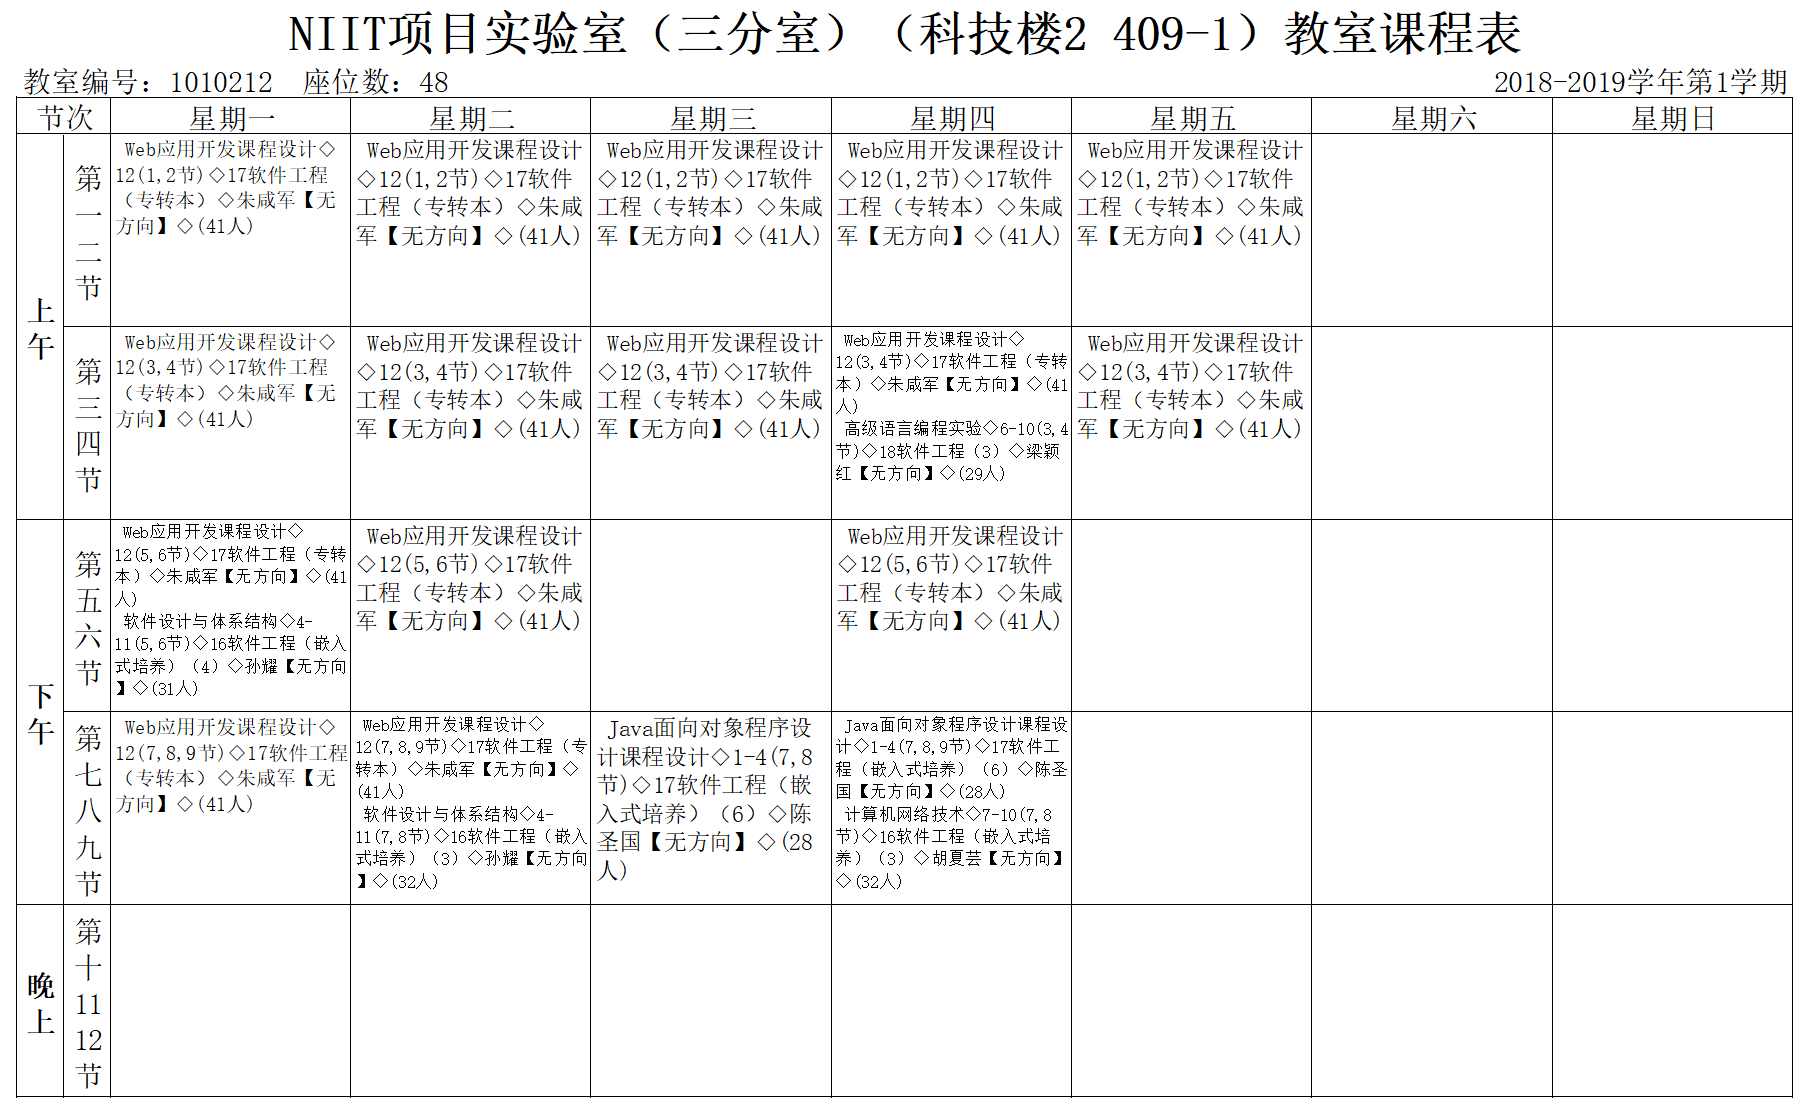 NIIT项目实验室（三分室）（科技楼2 409-1）教室课程表
教室编号：1010212 座位数：48
2018-2019学年第1学期
节次 星期一 星期二 星期三 星期四 星期五 星期六 星期日
上午
第一二节
Web应用开发课程设计◇
12(1,2节)◇17软件工程
（专转本）◇朱咸军【无
方向】◇(41人)
Web应用开发课程设计
◇12(1,2节)◇17软件
工程（专转本）◇朱咸
军【无方向】◇(41人)
Web应用开发课程设计
◇12(1,2节)◇17软件
工程（专转本）◇朱咸
军【无方向】◇(41人)
Web应用开发课程设计
◇12(1,2节)◇17软件
工程（专转本）◇朱咸
军【无方向】◇(41人)
Web应用开发课程设计
◇12(1,2节)◇17软件
工程（专转本）◇朱咸
军【无方向】◇(41人)
第三四节
Web应用开发课程设计◇
12(3,4节)◇17软件工程
（专转本）◇朱咸军【无
方向】◇(41人)
Web应用开发课程设计
◇12(3,4节)◇17软件
工程（专转本）◇朱咸
军【无方向】◇(41人)
Web应用开发课程设计
◇12(3,4节)◇17软件
工程（专转本）◇朱咸
军【无方向】◇(41人)
Web应用开发课程设计◇
12(3,4节)◇17软件工程（专转
本）◇朱咸军【无方向】◇(41
人)
高级语言编程实验◇6-10(3,4
节)◇18软件工程（3）◇梁颖
红【无方向】◇(29人)
Web应用开发课程设计
◇12(3,4节)◇17软件
工程（专转本）◇朱咸
军【无方向】◇(41人)
下午
第五六节
Web应用开发课程设计◇
12(5,6节)◇17软件工程（专转
本）◇朱咸军【无方向】◇(41
人)
软件设计与体系结构◇4-
11(5,6节)◇16软件工程（嵌入
式培养）（4）◇孙耀【无方向
】◇(31人)
Web应用开发课程设计
◇12(5,6节)◇17软件
工程（专转本）◇朱咸
军【无方向】◇(41人)
Web应用开发课程设计
◇12(5,6节)◇17软件
工程（专转本）◇朱咸
军【无方向】◇(41人)
第七八九节
Web应用开发课程设计◇
12(7,8,9节)◇17软件工程
（专转本）◇朱咸军【无
方向】◇(41人)
Web应用开发课程设计◇
12(7,8,9节)◇17软件工程（专
转本）◇朱咸军【无方向】◇
(41人)
软件设计与体系结构◇4-
11(7,8节)◇16软件工程（嵌入
式培养）（3）◇孙耀【无方向
】◇(32人)
Java面向对象程序设
计课程设计◇1-4(7,8
节)◇17软件工程（嵌
入式培养）（6）◇陈
圣国【无方向】◇(28
人)
Java面向对象程序设计课程设
计◇1-4(7,8,9节)◇17软件工
程（嵌入式培养）（6）◇陈圣
国【无方向】◇(28人)
计算机网络技术◇7-10(7,8
节)◇16软件工程（嵌入式培
养）（3）◇胡夏芸【无方向】
◇(32人)
晚上
第十1112节